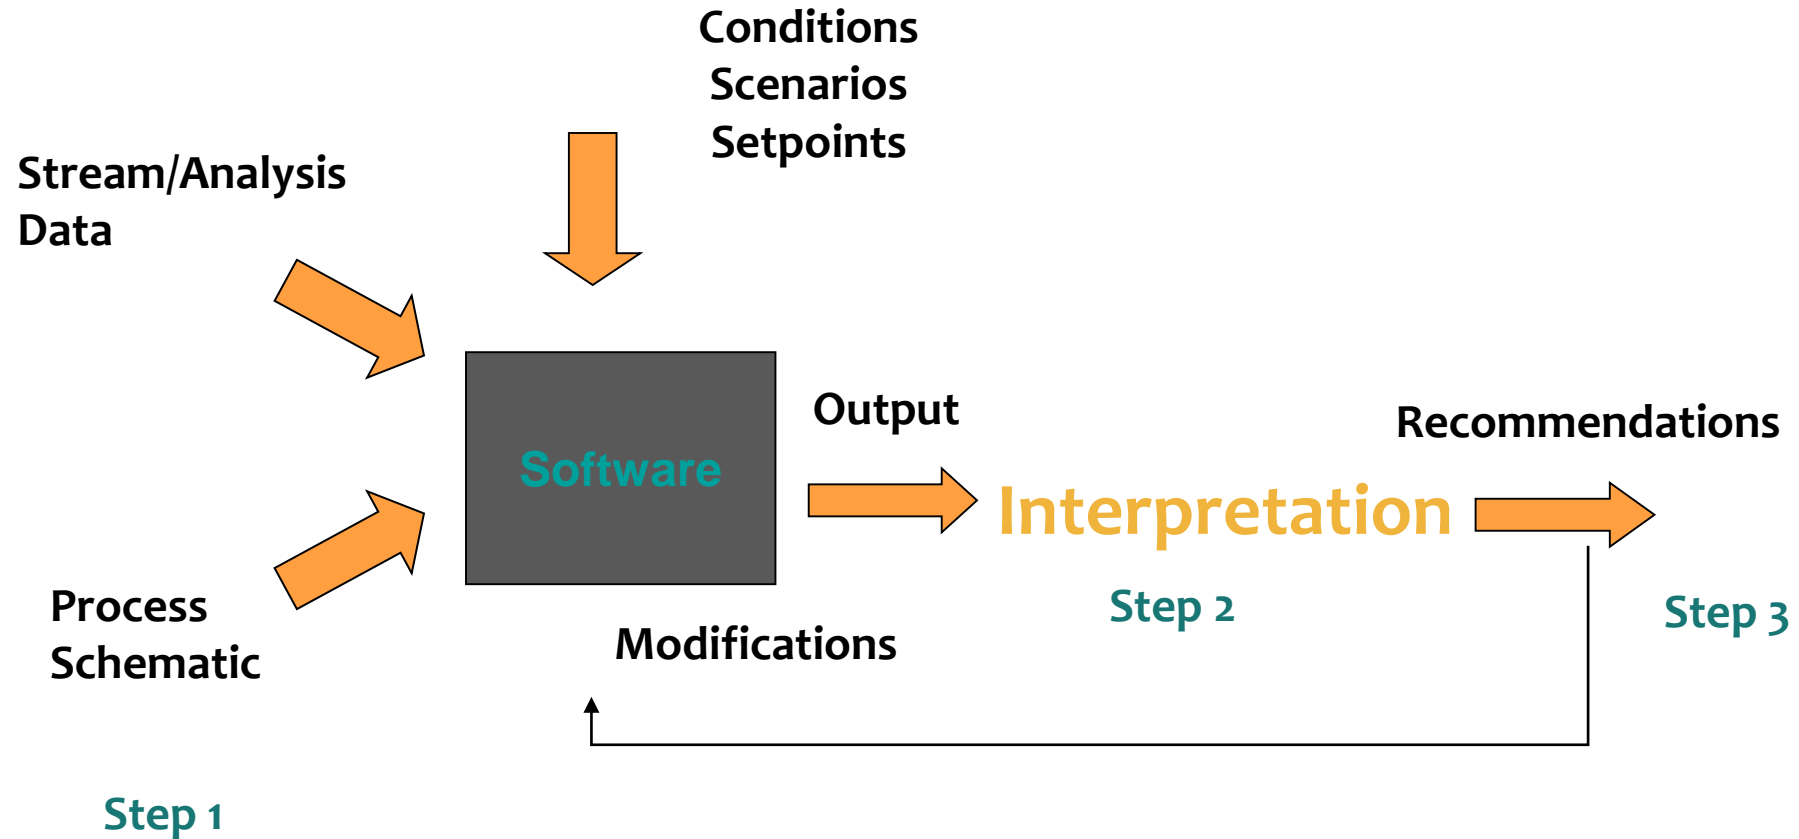 Conditions
Scenarios
Setpoints
Stream/Analysis
Data
Software
Output
Interpretation
Recommendations
Process
Schematic
Modifications
Step 2
Step 3
Step 1